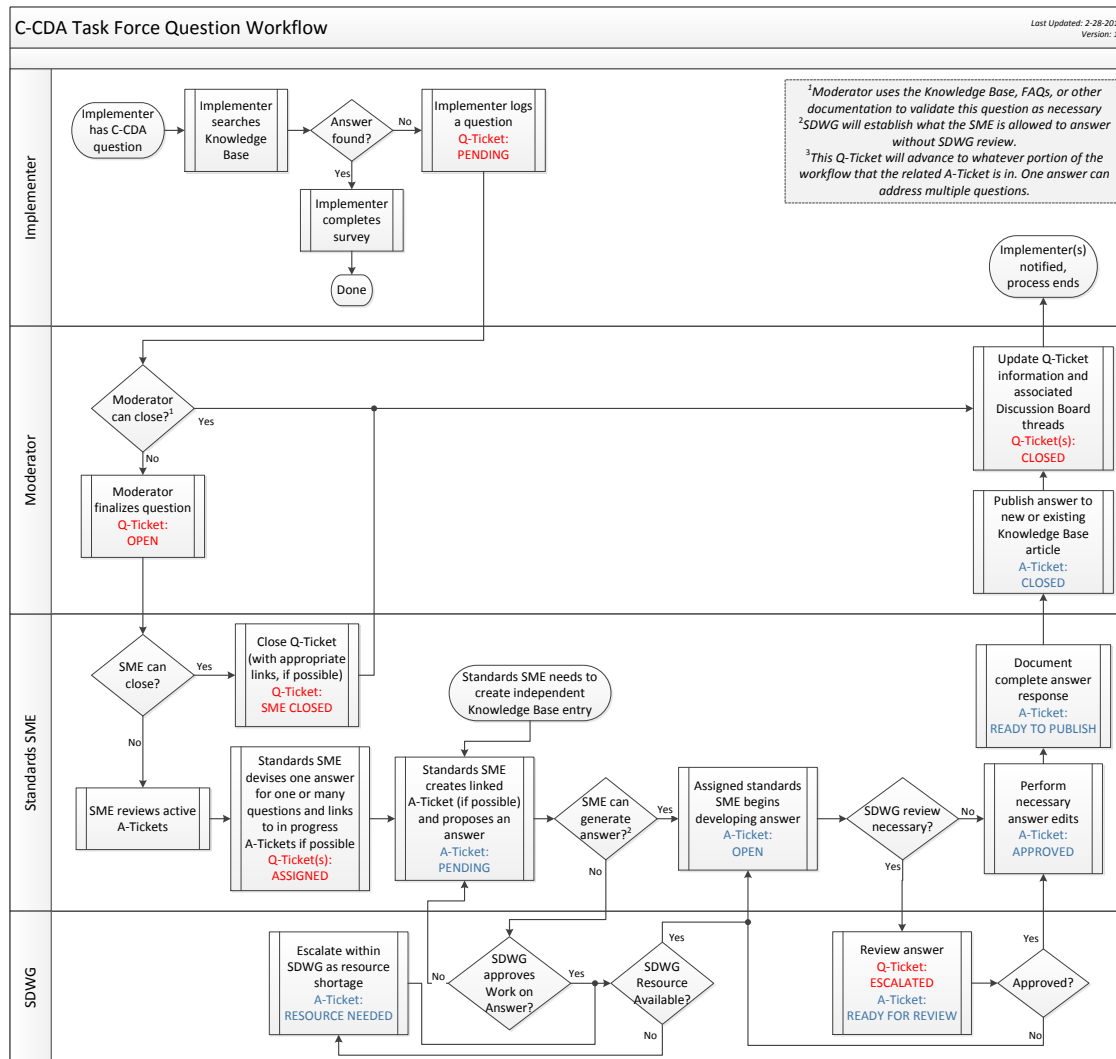 C-CDA Task Force Question Workflow
Last Updated: 2-28-201
Version: 1
Implementer
Implementer
has C-CDA
question
Implementer
searches
Knowledge
Base
Answer
found?
No
Yes
Implementer logs
a question
Q-Ticket:
PENDING
Implementer
completes
survey
Done
1Moderator uses the Knowledge Base, FAQs, or other
documentation to validate this question as necessary
2SDWG will establish what the SME is allowed to answer
without SDWG review.
3This Q-Ticket will advance to whatever portion of the
workflow that the related A-Ticket is in. One answer can
address multiple questions.
Implementer(s)
notified,
process ends
Moderator
Moderator
can close?1
Yes
No
Moderator
finalizes question
Q-Ticket:
OPEN
Update Q-Ticket
information and
associated
Discussion Board
threads
Q-Ticket(s):
CLOSED
Publish answer to
new or existing
Knowledge Base
article
A-Ticket:
CLOSED
Standards SME
SME can
close?
Yes
No
Close Q-Ticket
(with appropriate
links, if possible)
Q-Ticket:
SME CLOSED
Standards SME needs to
create independent
Knowledge Base entry
Document
complete answer
response
A-Ticket:
READY TO PUBLISH
SME reviews active
A-Tickets
Standards SME
devises one answer
for one or many
questions and links
to in progress
A-Tickets if possible
Q-Ticket(s):
ASSIGNED
Standards SME
creates linked
A-Ticket (if possible)
and proposes an
answer
A-Ticket:
PENDING
SME can
generate
answer?2
Yes
No
Assigned standards
SME begins
developing answer
A-Ticket:
OPEN
SDWG review
necessary?
No
Yes
Perform
necessary
answer edits
A-Ticket:
APPROVED
SDWG
Escalate within
SDWG as resource
shortage
A-Ticket:
RESOURCE NEEDED
No
SDWG
approves
Work on
Answer?
Yes
SDWG
Resource
Available?
Yes
No
Review answer
Q-Ticket:
ESCALATED
A-Ticket:
READY FOR REVIEW
Approved?
Yes
No